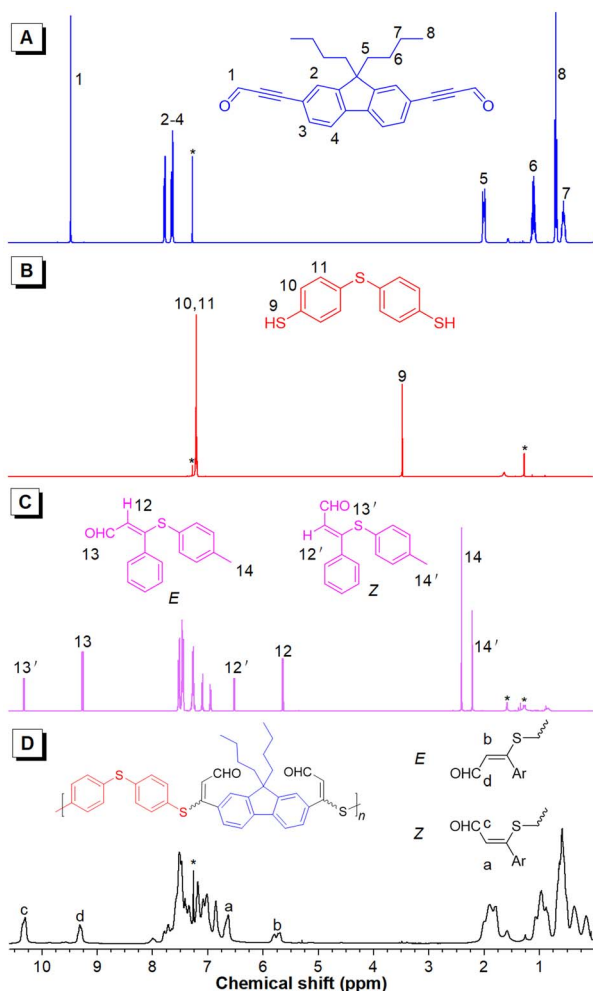 A
1
2-4
*
5
6
8
7
1
O
2
3
4
5
6
7
8
O
B
10,11
*
9
*
11
10
9
HS
S
SH
C
H 12
OHC
13
S
14
E
CHO 13′
H
12′
S
14′
Z
13′
13
12′
12
14
14′
*
*
D
S
S
CHO
CHO
S
n
b
OHC
d
S
Ar
E
OHC
c
a
S
Ar
Z
c
d
*
a
b
10 9 8 7 6 5 4 3 2 1
Chemical shift (ppm)